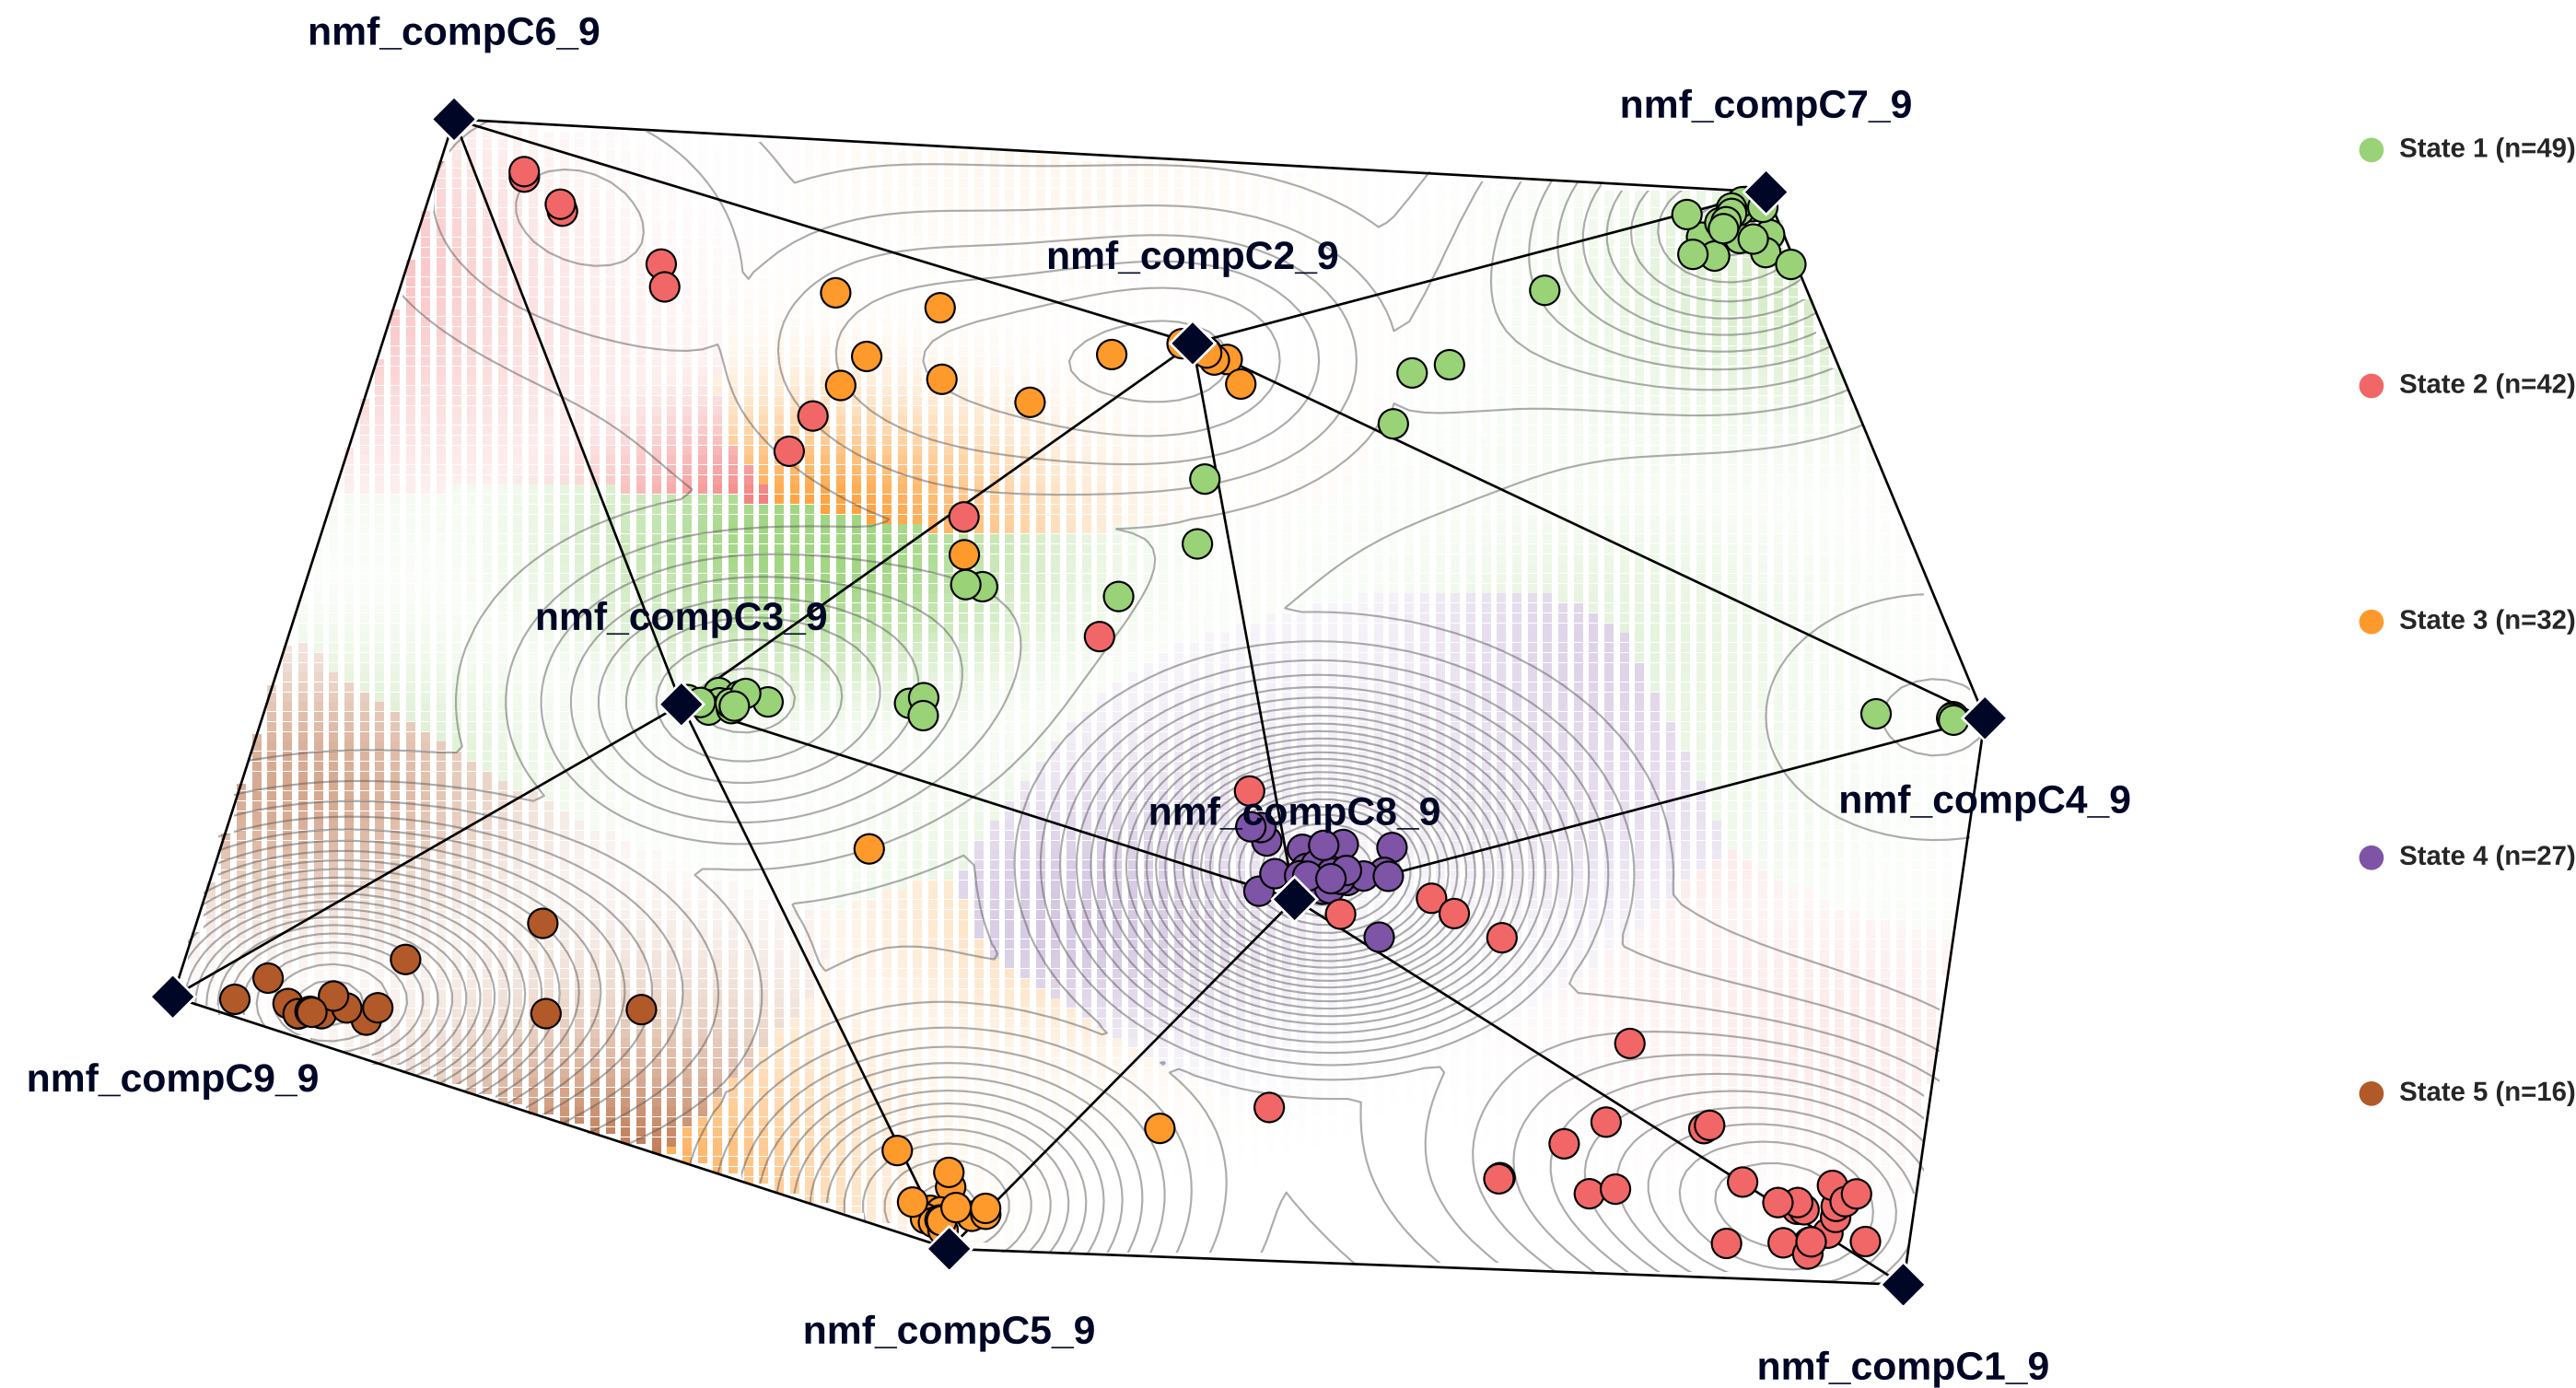 nmf_compC6_9
nmf_compC7_9
State 1 (n=49)
nmf_compC2_9
State 2 (n=42)
nmf_compC3_9
State 3 (n=32)
nmf_compC4_9
nmf_compC8_9
State 4 (n=27)
nmf_compC9_9
State 5 (n=16)
nmf_compC5_9
nmf_compC1_9